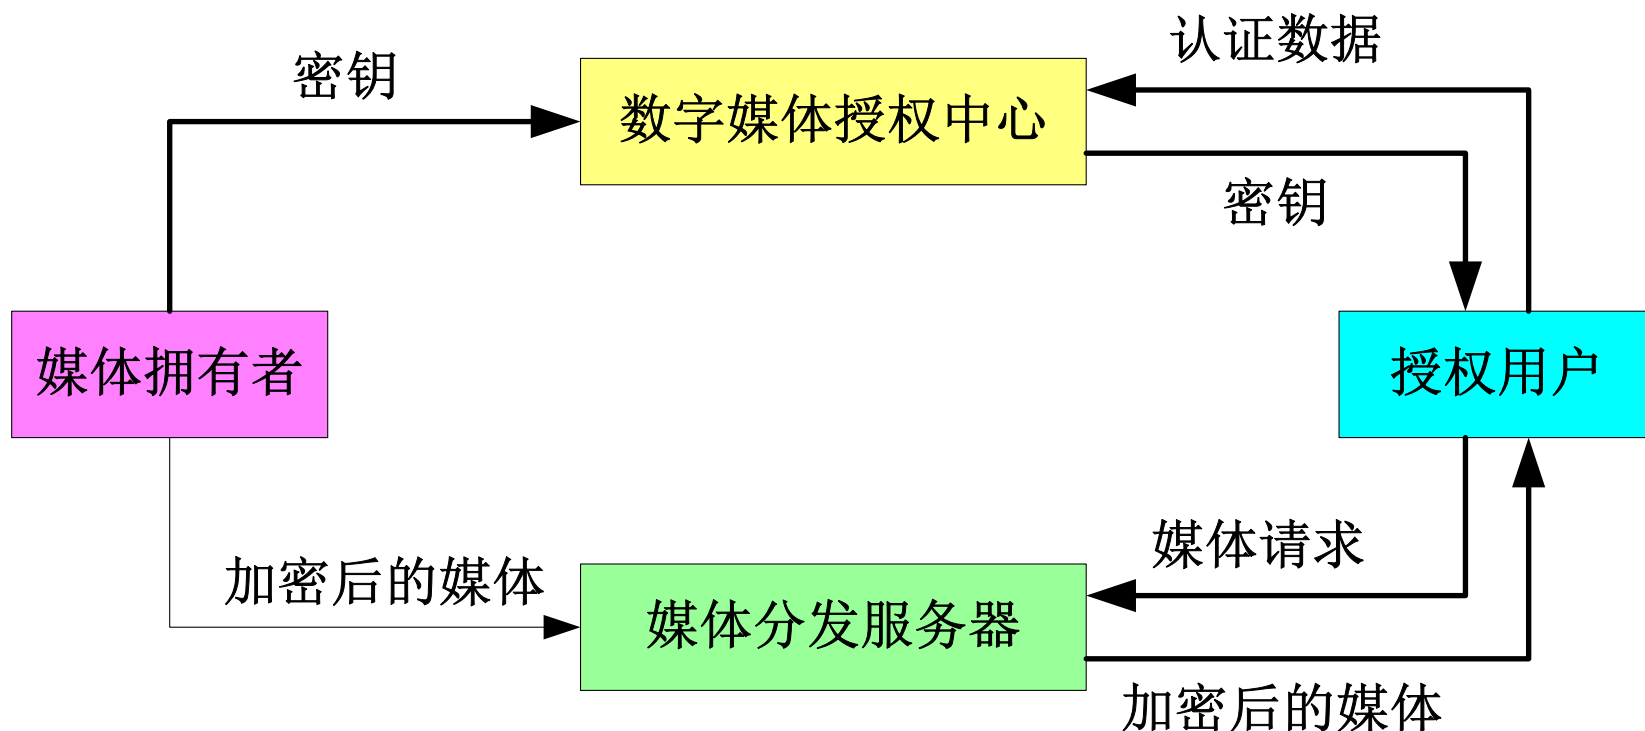 认证数据
密钥
数字媒体授权中心
密钥
媒体拥有者
授权用户
媒体请求
加密后的媒体
媒体分发服务器
加密后的媒体